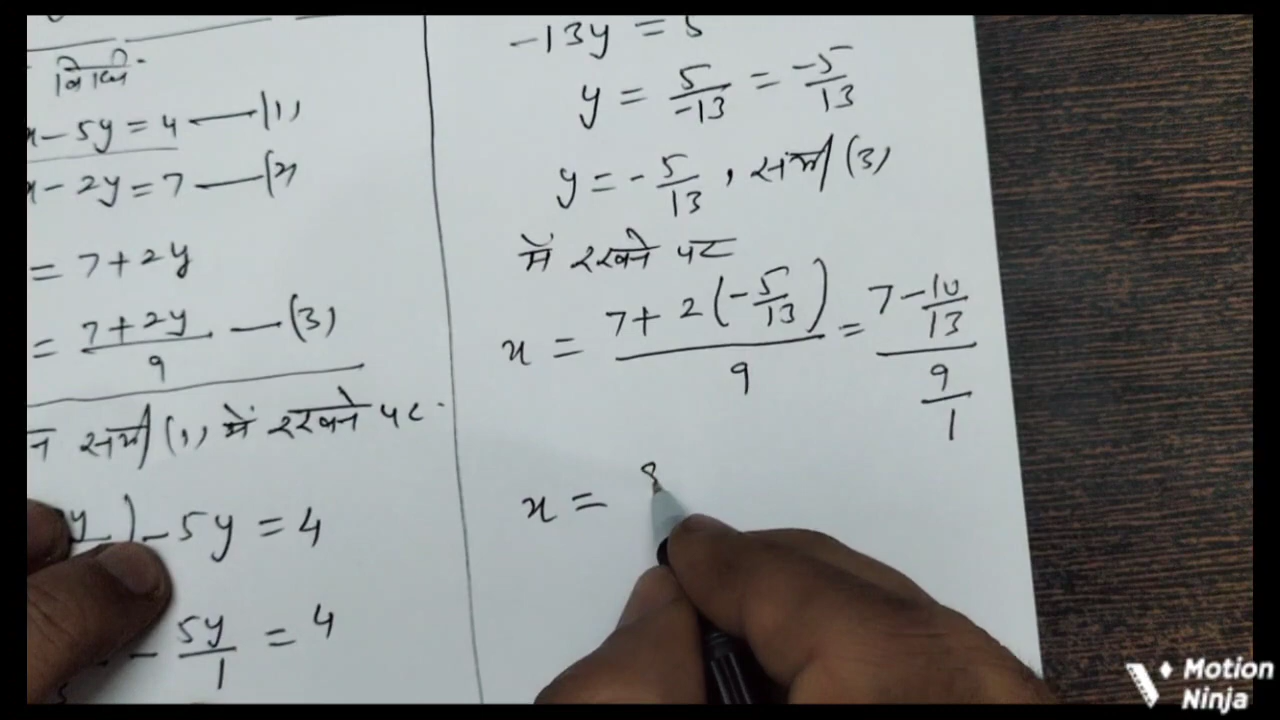 विधि.
x - 5y = 4 — (1)
x - 2y = 7 — (2)
= 7 + 2y
= (7 + 2y)/9 — (3)
न समी (1) में रखने पर.
y) - 5y = 4
- 5y/1 = 4
-13y = 5
y = 5/-13 = -5/13
y = -5/13, समी (3)
में रखने पर
x = (7 + 2(-5/13))/9 = (7 - 10/13)/(9/1)
x =
Motion
Ninja